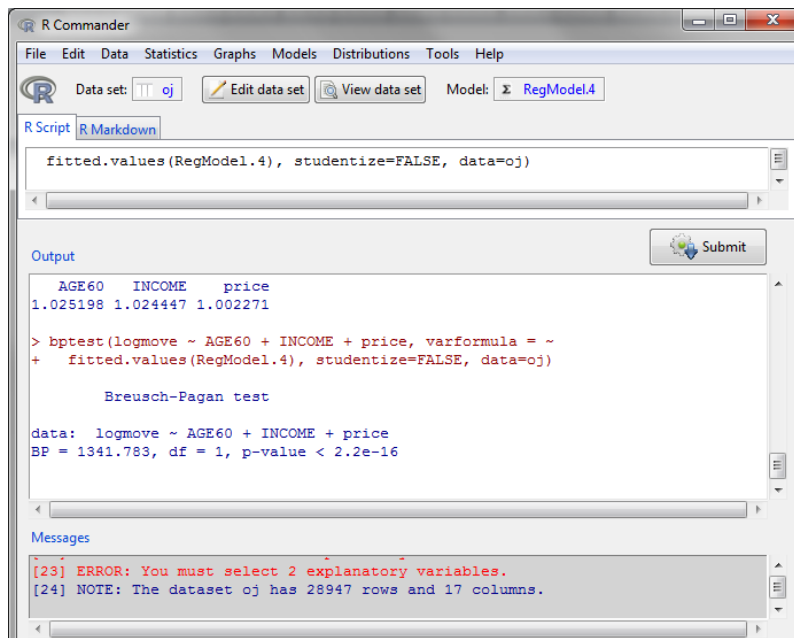 R Commander
File Edit Data Statistics Graphs Models Distributions Tools Help
R Data set: oj Edit data set View data set Model: Σ RegModel.4
R Script R Markdown
fitted.values(RegModel.4), studentize=FALSE, data=oj)
Output
Submit
AGE60 INCOME price
1.025198 1.024447 1.002271
> bptest(logmove ~ AGE60 + INCOME + price, varformula = ~
+ fitted.values(RegModel.4), studentize=FALSE, data=oj)
Breusch-Pagan test
data: logmove ~ AGE60 + INCOME + price
BP = 1341.783, df = 1, p-value < 2.2e-16
Messages
[23] ERROR: You must select 2 explanatory variables.
[24] NOTE: The dataset oj has 28947 rows and 17 columns.